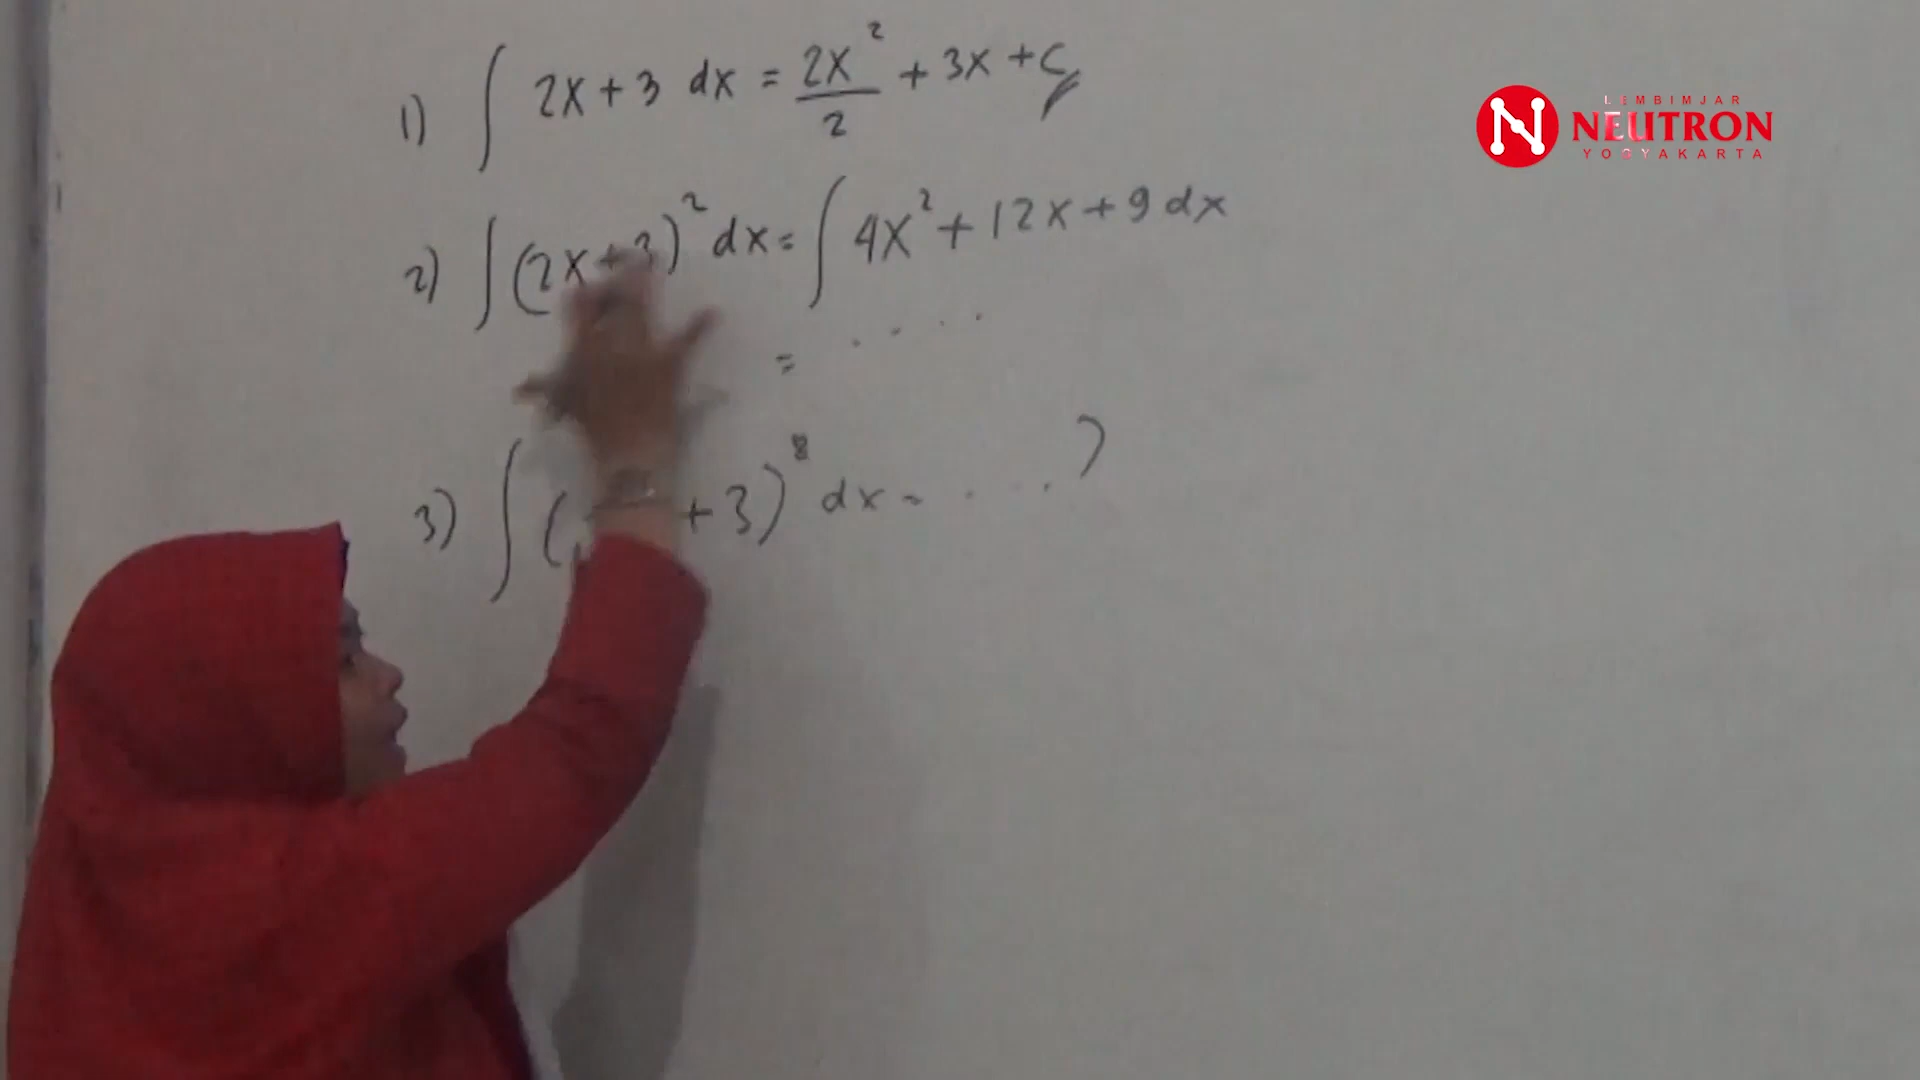 1) ∫ 2x + 3 dx = 2x²/2 + 3x + C
LEMBIMJAR
NEUTRON
YOGYAKARTA
2) ∫ (2x + 3)² dx = ∫ 4x² + 12x + 9 dx
= . . . .
3) ∫ ( + 3)⁸ dx = . . . . ?